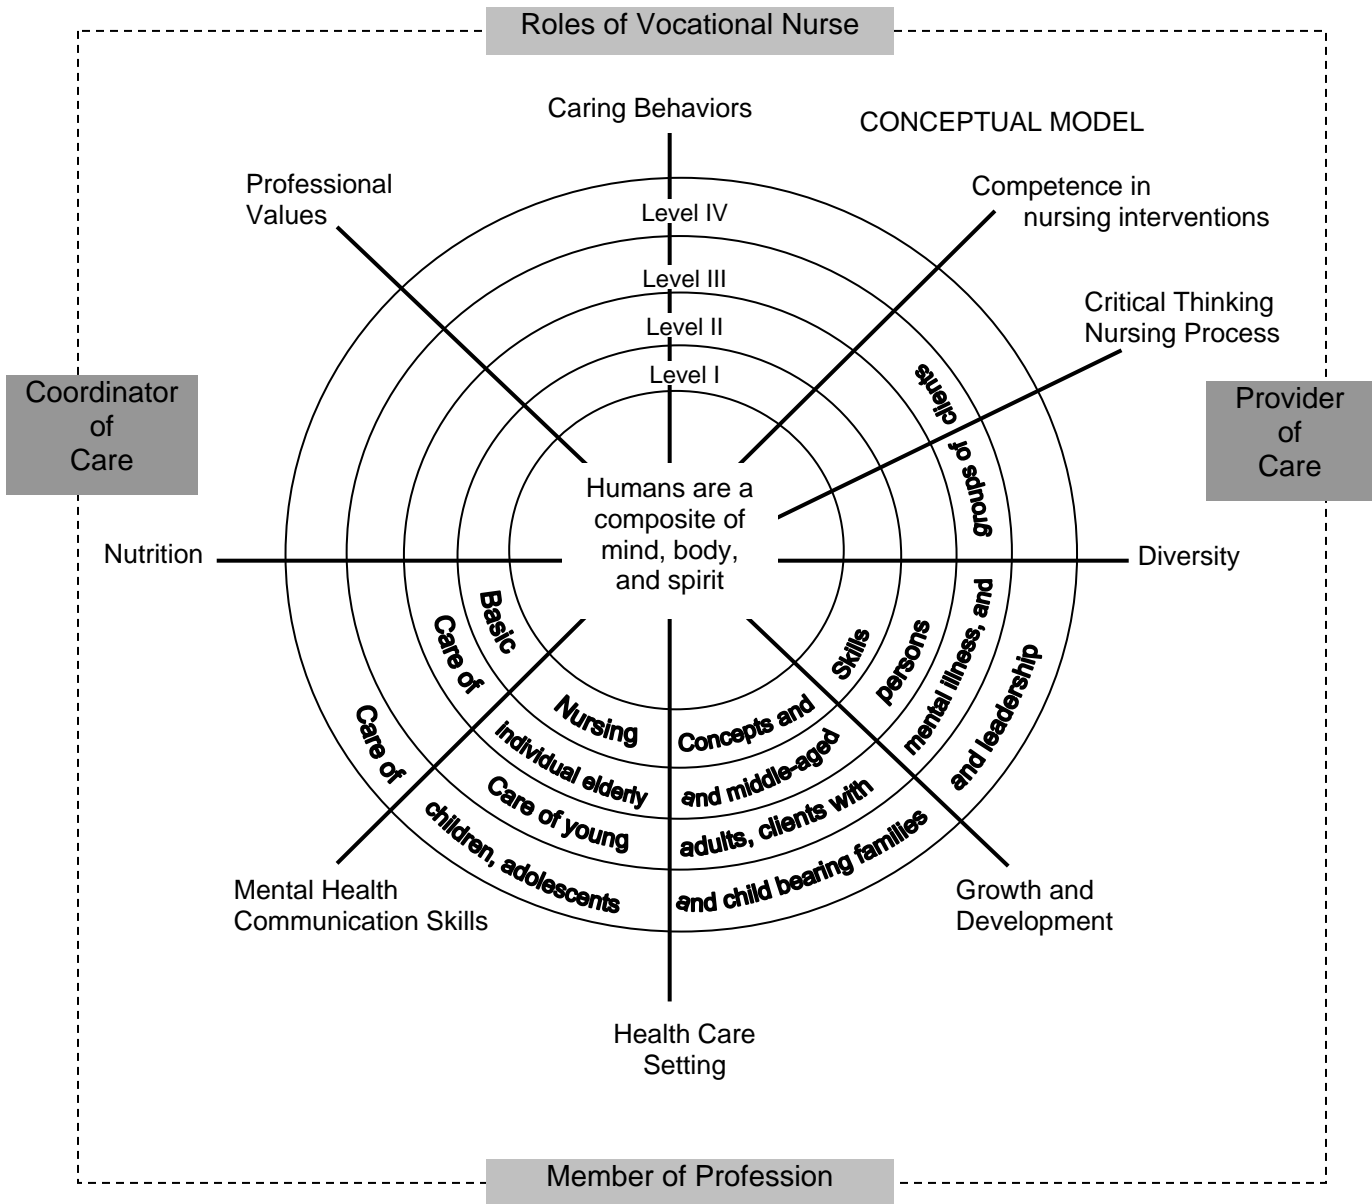 Roles of Vocational Nurse
Caring Behaviors
CONCEPTUAL MODEL
Professional
Values
Competence in
nursing interventions
Critical Thinking
Nursing Process
Level IV
Level III
Level II
Level I
Coordinator
of
Care
Provider
of
Care
Humans are a
composite of
mind, body,
and spirit
Nutrition
Diversity
Basic Nursing Concepts and Skills
Care of individual elderly and middle-aged persons
Care of young adults, clients with mental illness, and groups of clients
Care of children, adolescents and child bearing families and leadership
Mental Health
Communication Skills
Growth and
Development
Health Care
Setting
Member of Profession